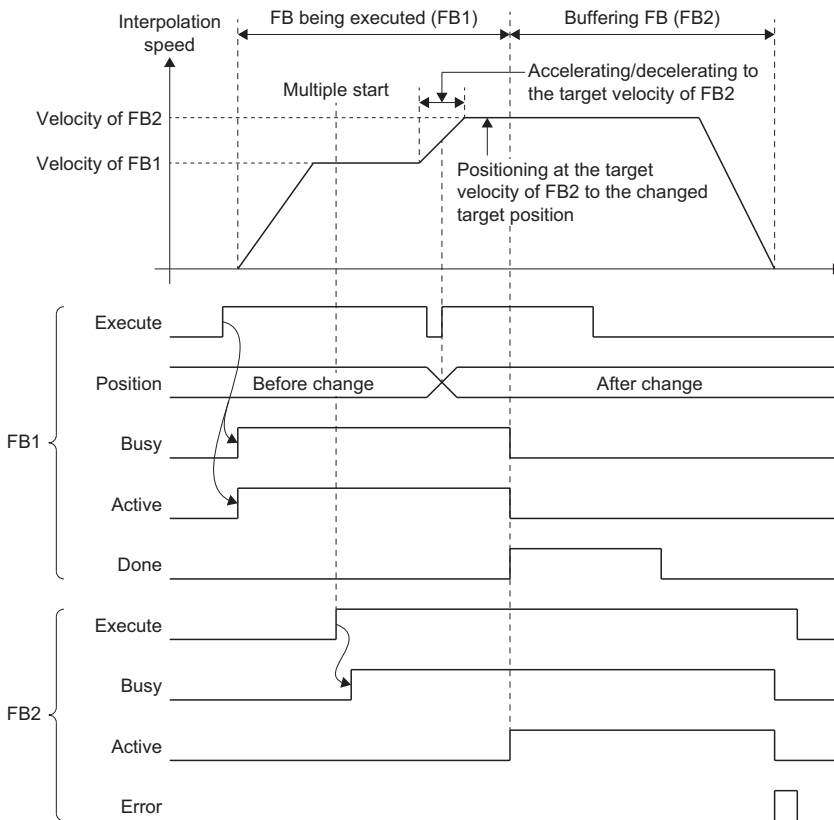 Interpolation
speed
FB being executed (FB1)
Buffering FB (FB2)
Multiple start
Accelerating/decelerating to
the target velocity of FB2
Velocity of FB2
Velocity of FB1
Positioning at the target
velocity of FB2 to the changed
target position
FB1
Execute
Position
Before change
After change
Busy
Active
Done
FB2
Execute
Busy
Active
Error